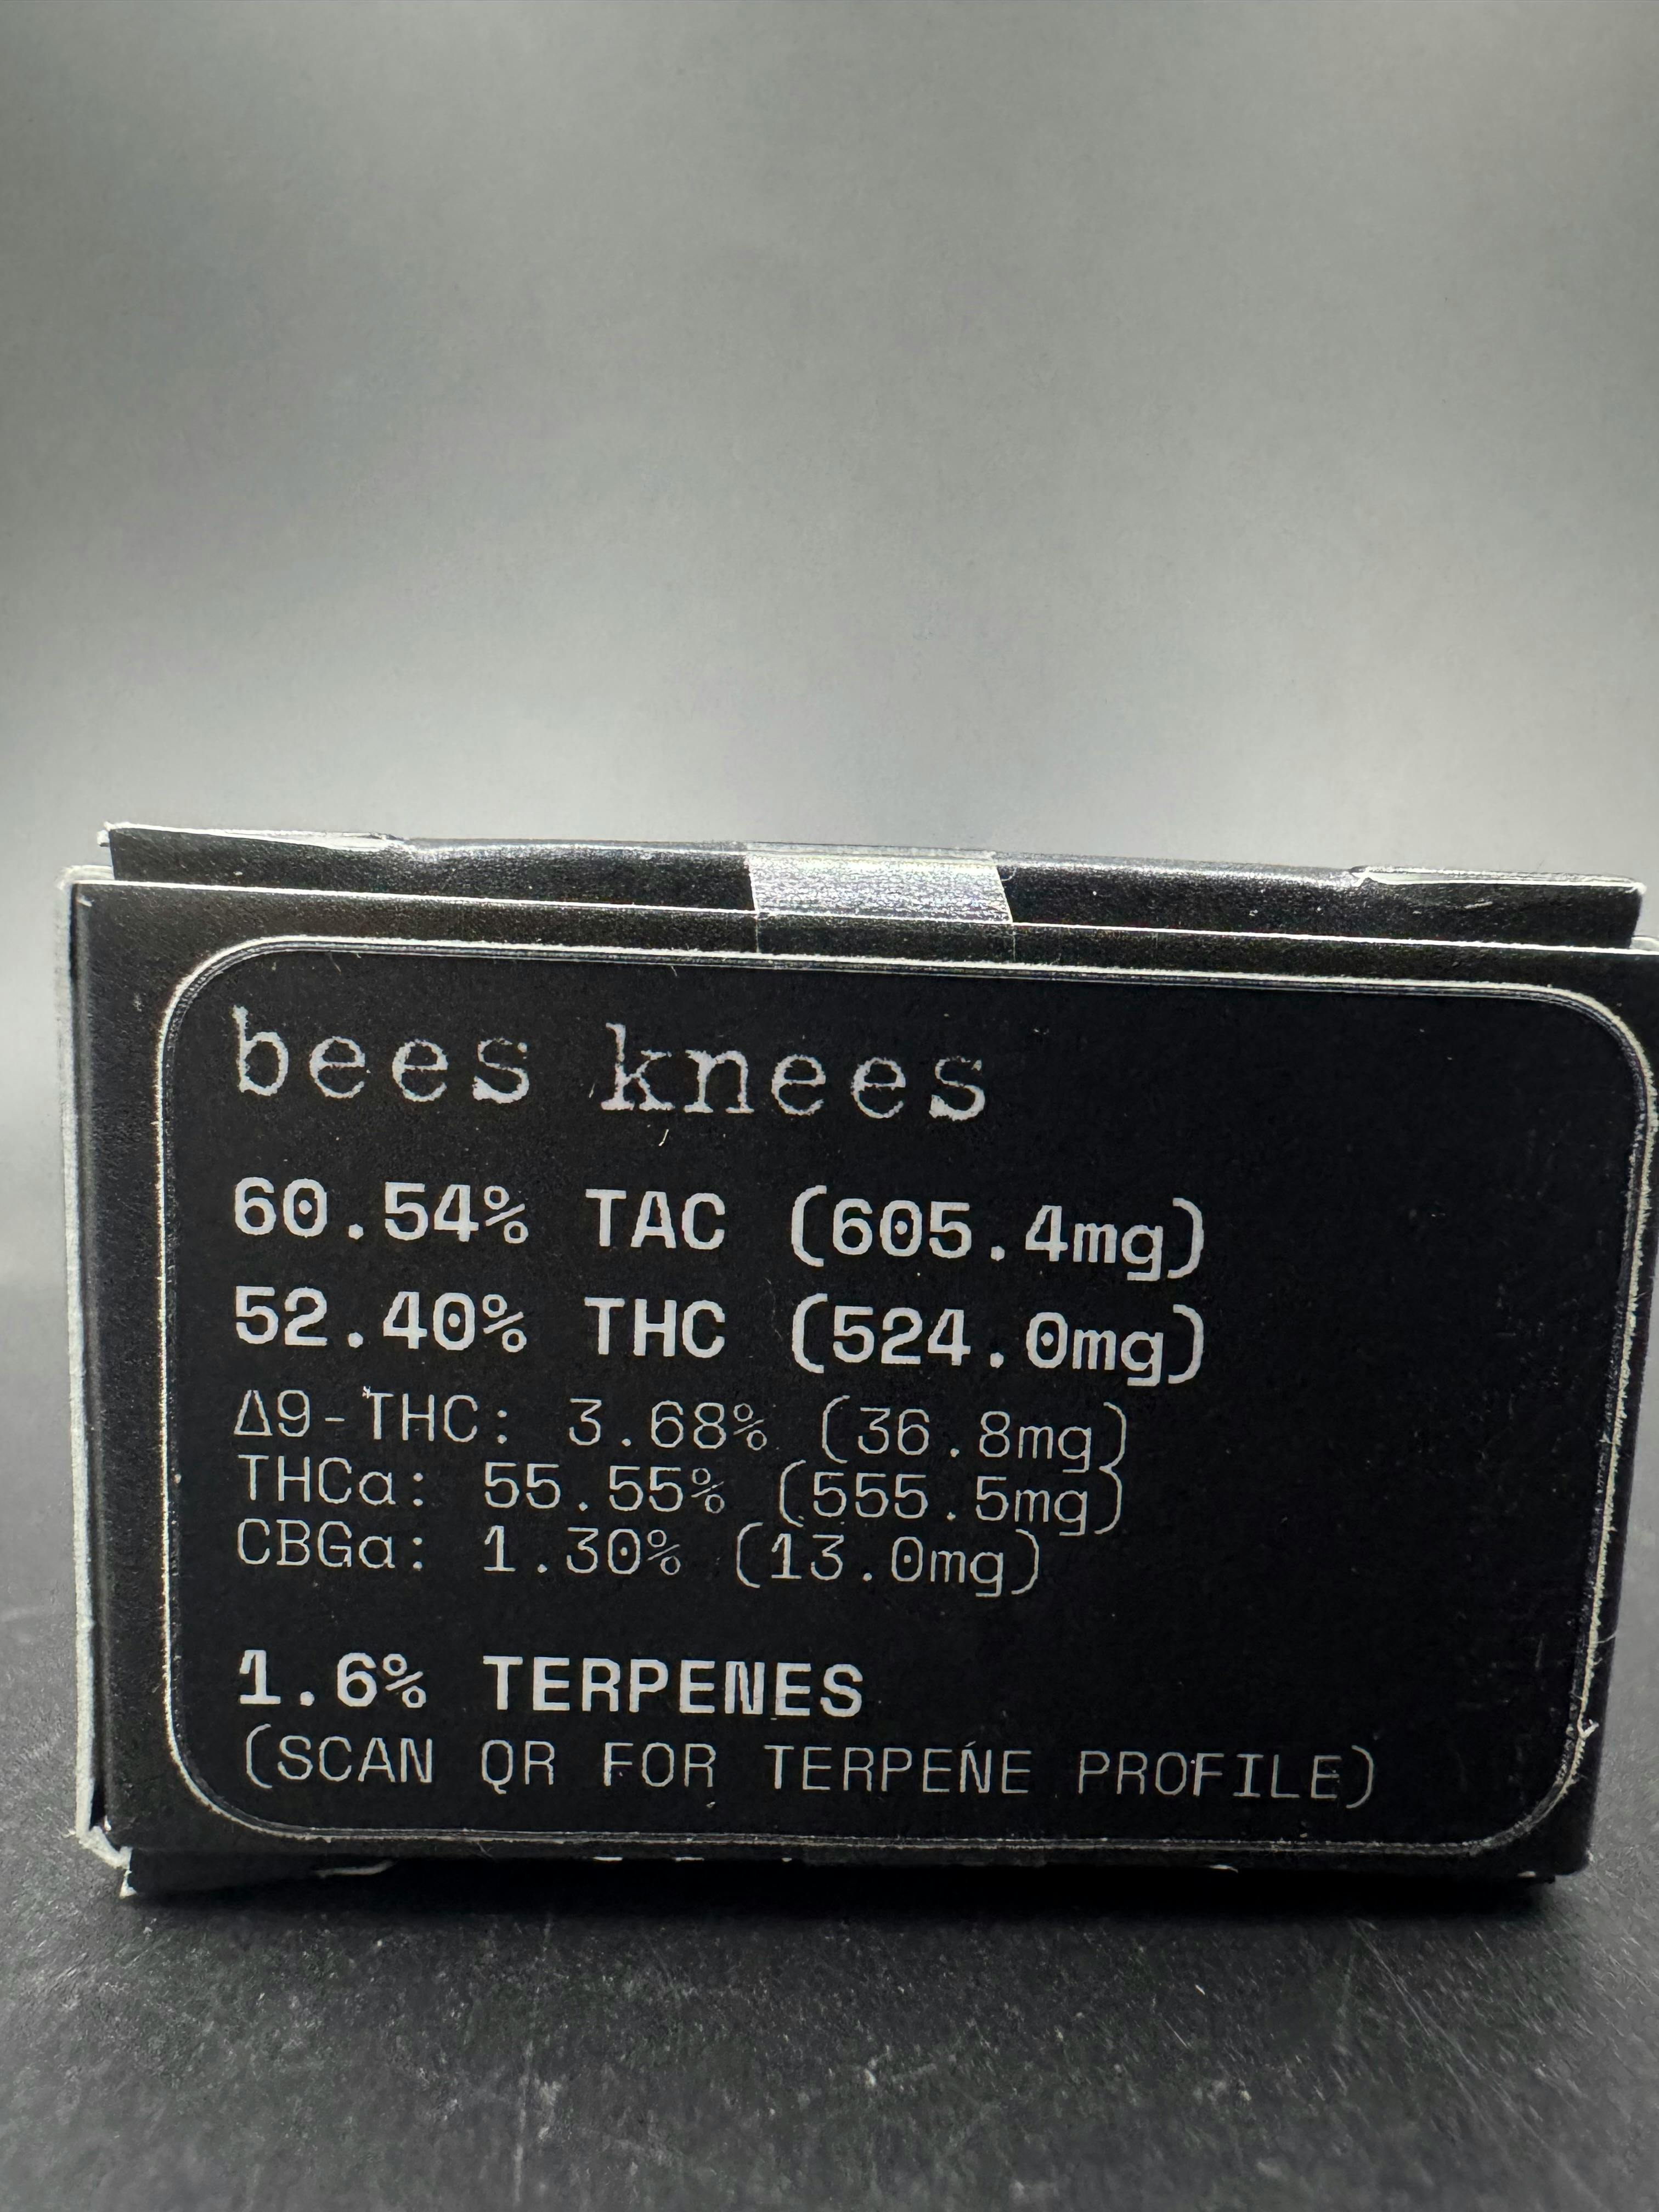 bees knees
60.54% TAC (605.4mg)
52.40% THC (524.0mg)
Δ9-THC: 3.68% (36.8mg)
THCa: 55.55% (555.5mg)
CBGa: 1.30% (13.0mg)
1.6% TERPENES
(SCAN QR FOR TERPENE PROFILE)